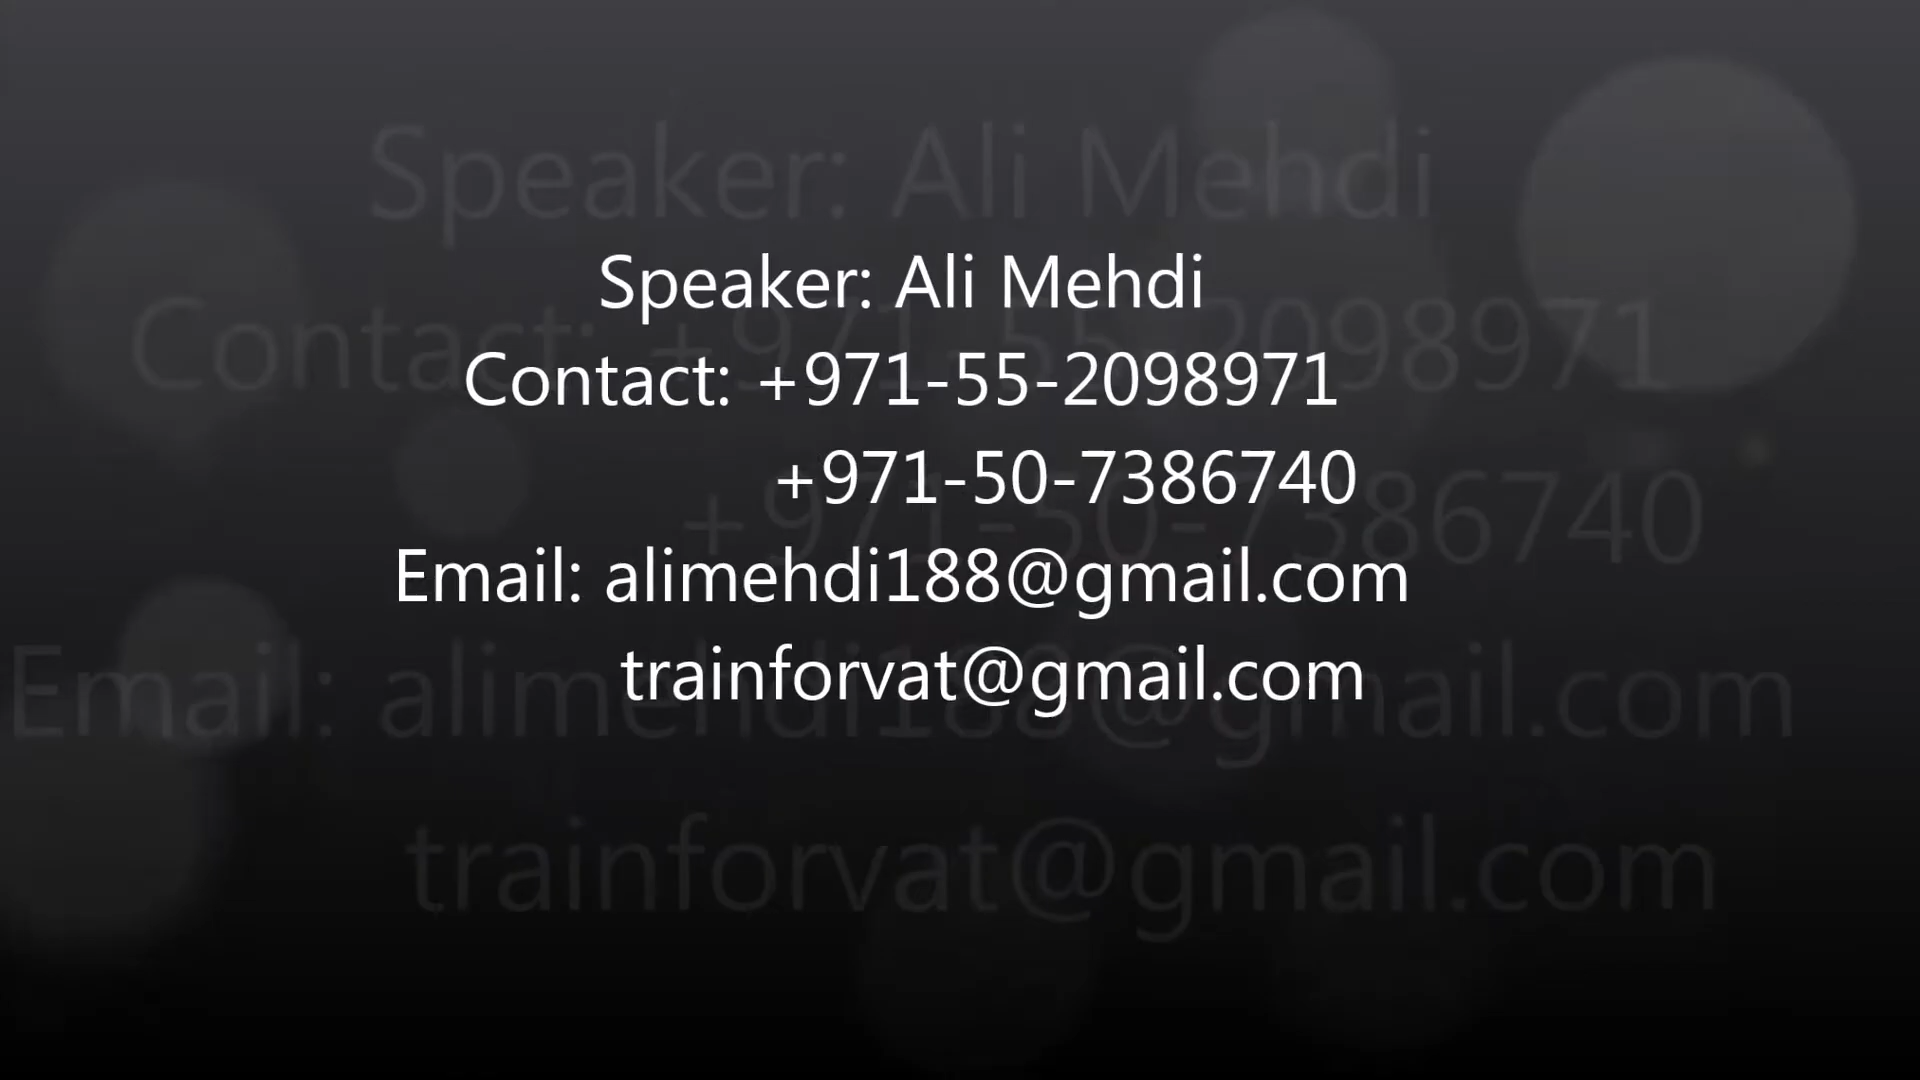 Speaker: Ali Mehdi
Contact: +971-55-2098971
+971-50-7386740
Email: alimehdi188@gmail.com
trainforvat@gmail.com